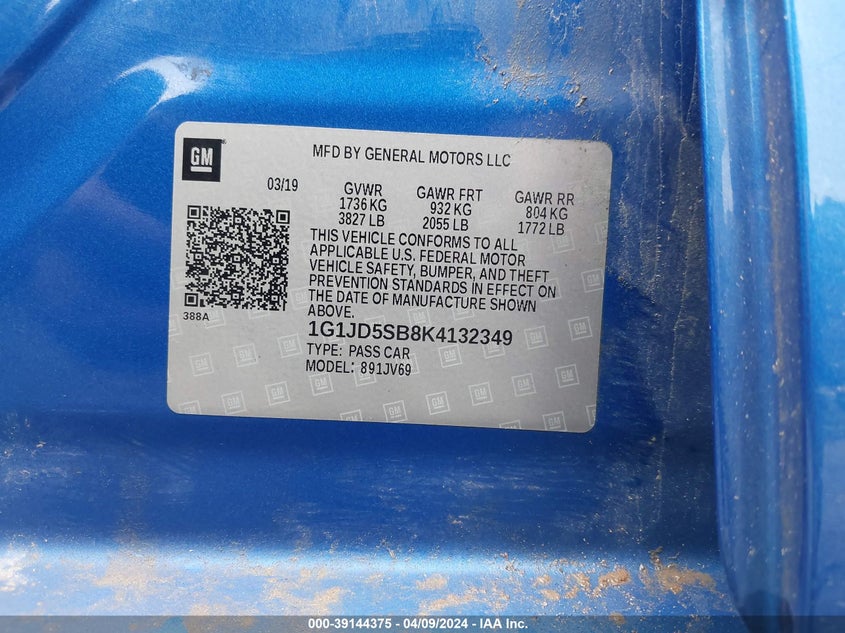 GM
MFD BY GENERAL MOTORS LLC
03/19
GVWR GAWR FRT GAWR RR
1736 KG 932 KG 804 KG
3827 LB 2055 LB 1772 LB
THIS VEHICLE CONFORMS TO ALL
APPLICABLE U.S. FEDERAL MOTOR
VEHICLE SAFETY, BUMPER, AND THEFT
PREVENTION STANDARDS IN EFFECT ON
THE DATE OF MANUFACTURE SHOWN
ABOVE.
388A
1G1JD5SB8K4132349
TYPE: PASS CAR
MODEL: 891JV69
000-39144375 - 04/09/2024 - IAA Inc.